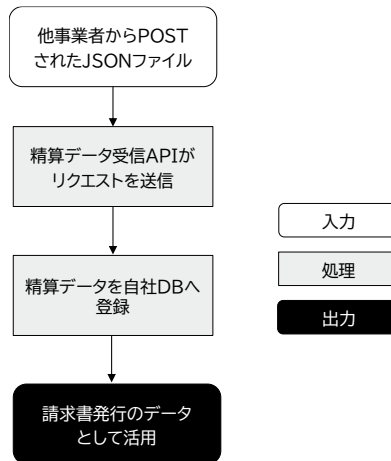 他事業者からPOST
されたJSONファイル
精算データ受信APIが
リクエストを送信
精算データを自社DBへ
登録
請求書発行のデータ
として活用
入力
処理
出力